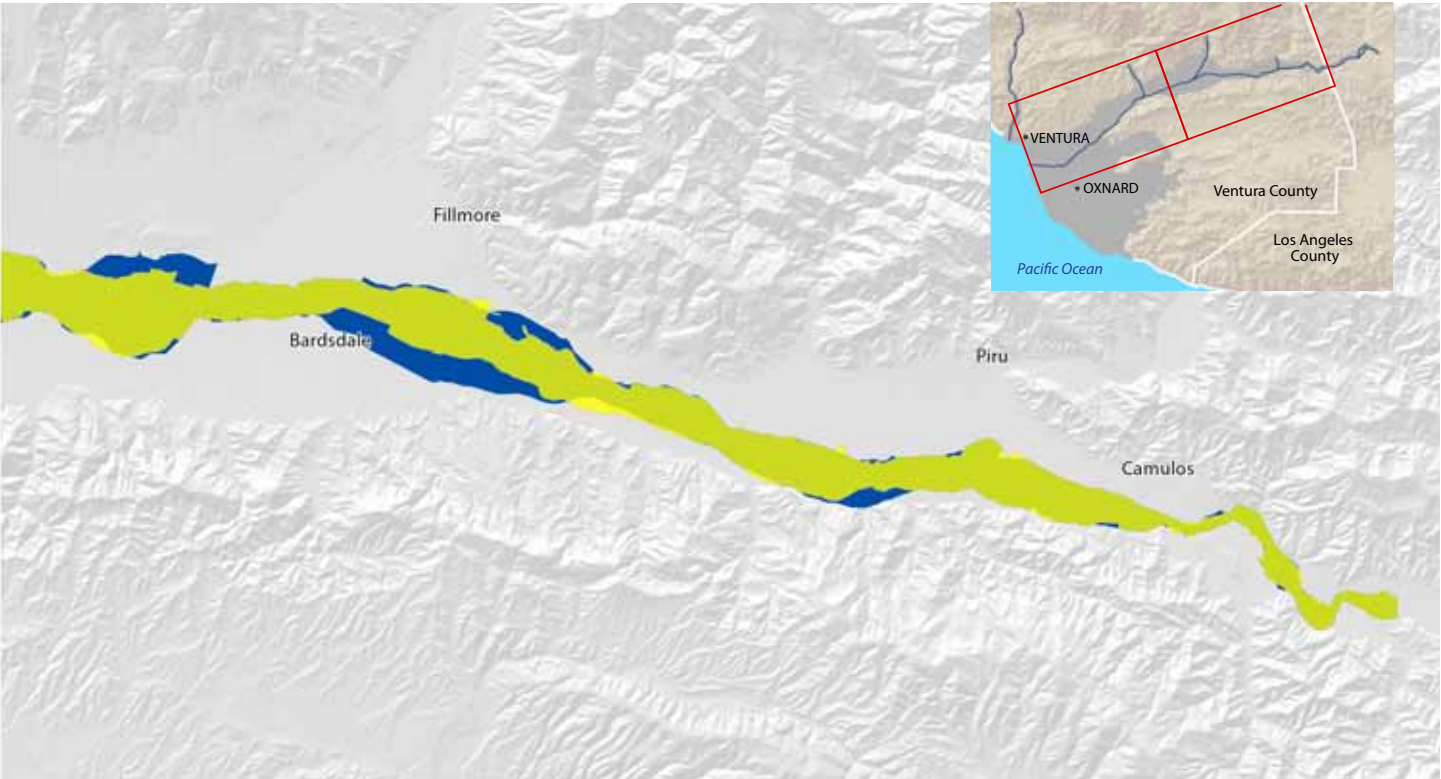 VENTURA
OXNARD
Ventura County
Los Angeles
County
Pacific Ocean
Fillmore
Bardsdale
Piru
Camulos